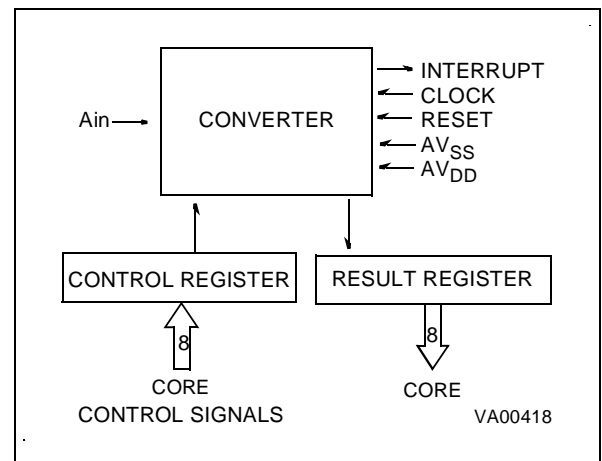 INTERRUPT
CLOCK
Ain
CONVERTER
RESET
AVSS
AVDD
CONTROL REGISTER
RESULT REGISTER
8
8
CORE
CONTROL SIGNALS
CORE
VA00418